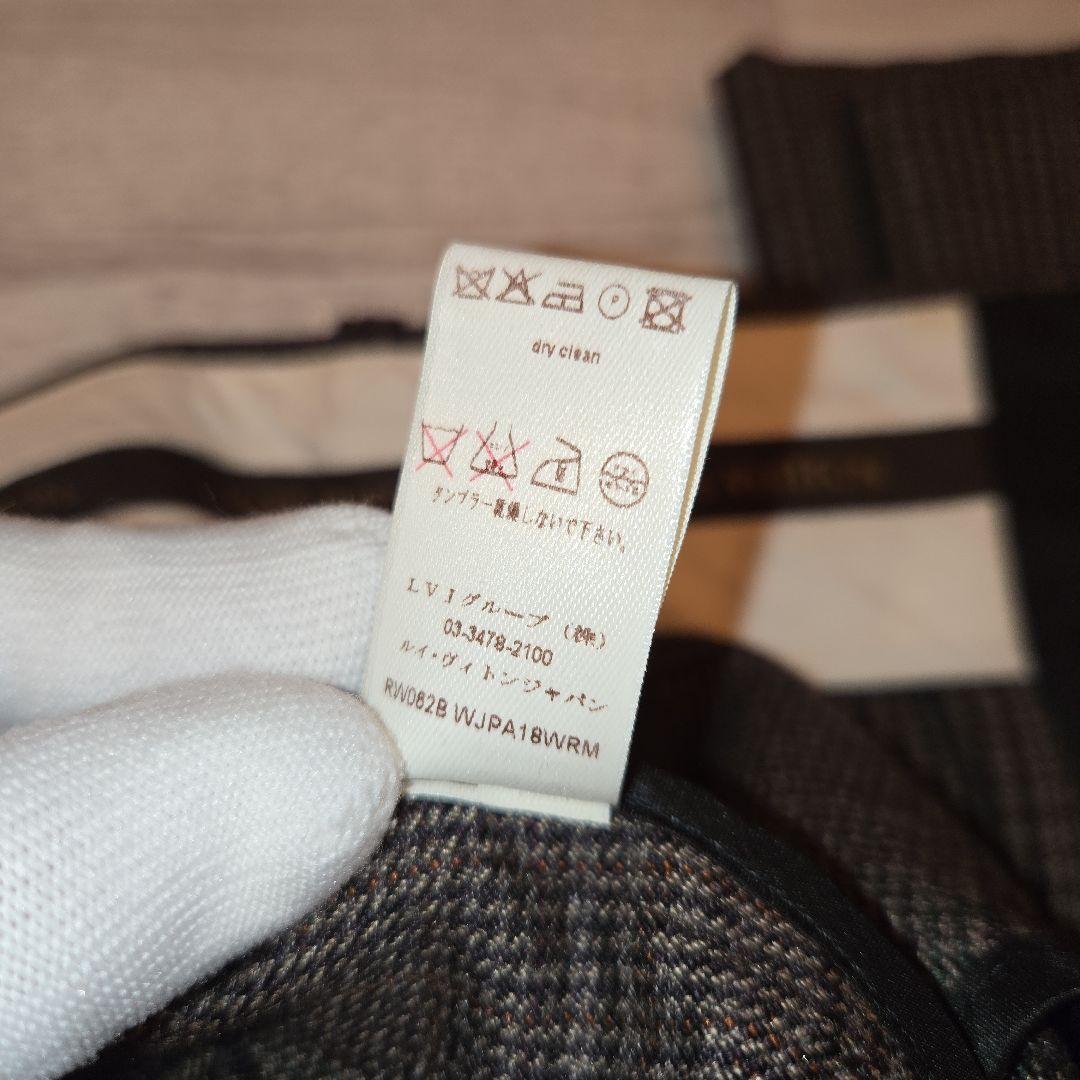 P
dry clean
タンブラー乾燥しないで下さい。
LVJグループ（株）
03-3478-2100
ルイ・ヴィトンジャパン
RW082B WJPA18WRM